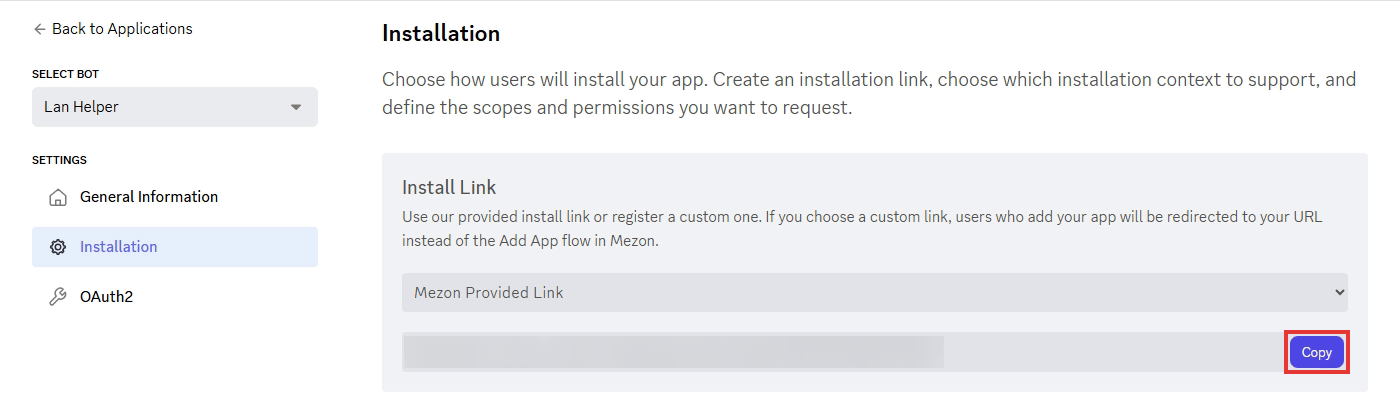 Back to Applications
SELECT BOT
Lan Helper
SETTINGS
General Information
Installation
OAuth2
Installation
Choose how users will install your app. Create an installation link, choose which installation context to support, and
define the scopes and permissions you want to request.
Install Link
Use our provided install link or register a custom one. If you choose a custom link, users who add your app will be redirected to your URL
instead of the Add App flow in Mezon.
Mezon Provided Link
Copy